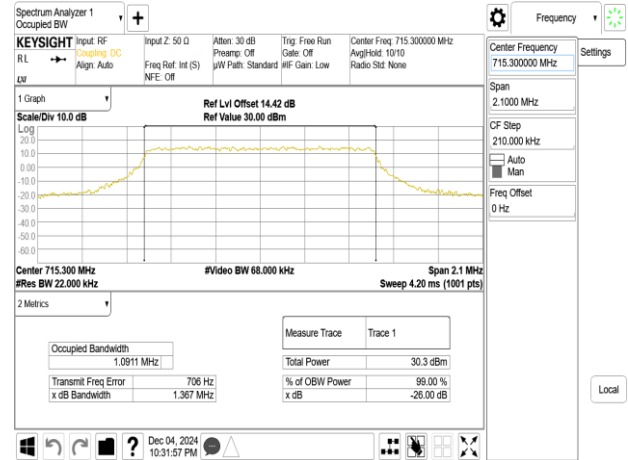 Spectrum Analyzer 1
Occupied BW
Frequency
KEYSIGHT
Input: RF
Input Z: 50 Ω
Atten: 30 dB
Trig: Free Run
Center Freq: 715.300000 MHz
RL
Coupling: DC
Preamp: Off
Gate: Off
Avg|Hold: 10/10
Align: Auto
Freq Ref: Int (S)
µW Path: Standard
#IF Gain: Low
Radio Std: None
LXI
NFE: Off
Center Frequency
715.300000 MHz
Settings
Span
2.1000 MHz
CF Step
210.000 kHz
Auto
Man
Freq Offset
0 Hz
1 Graph
Ref Lvl Offset 14.42 dB
Scale/Div 10.0 dB
Ref Value 30.00 dBm
Log
20.0
10.0
0.00
-10.0
-20.0
-30.0
-40.0
-50.0
-60.0
Center 715.300 MHz
#Video BW 68.000 kHz
Span 2.1 MHz
#Res BW 22.000 kHz
Sweep 4.20 ms (1001 pts)
2 Metrics
Measure Trace
Trace 1
Occupied Bandwidth
1.0911 MHz
Total Power
30.3 dBm
Transmit Freq Error
706 Hz
% of OBW Power
99.00 %
x dB Bandwidth
1.367 MHz
x dB
-26.00 dB
Local
?
Dec 04, 2024
10:31:57 PM